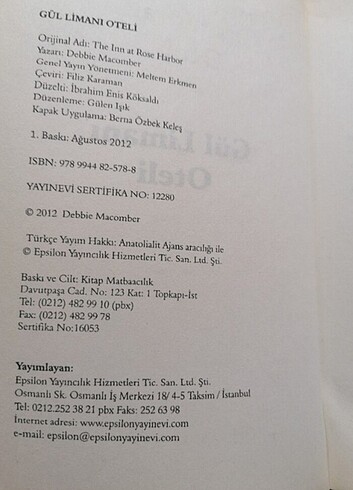 GÜL LİMANI OTELİ
Orijinal Adı: The Inn at Rose Harbor
Yazarı: Debbie Macomber
Genel Yayın Yönetmeni: Meltem Erkmen
Çeviri: Filiz Karaman
Düzelti: İbrahim Enis Köksaldı
Düzenleme: Gülen Işık
Kapak Uygulama: Berna Özbek Keleş
1. Baskı: Ağustos 2012
ISBN: 978 9944 82-578-8
YAYINEVİ SERTİFİKA NO: 12280
© 2012 Debbie Macomber
Türkçe Yayım Hakkı: Anatolialit Ajans aracılığı ile
© Epsilon Yayıncılık Hizmetleri Tic. San. Ltd. Şti.
Baskı ve Cilt: Kitap Matbaacılık
Davutpaşa Cad. No: 123 Kat: 1 Topkapı-İst
Tel: (0212) 482 99 10 (pbx)
Fax: (0212) 482 99 78
Sertifika No:16053
Yayımlayan:
Epsilon Yayıncılık Hizmetleri Tic. San. Ltd. Şti.
Osmanlı Sk. Osmanlı İş Merkezi 18/ 4-5 Taksim / İstanbul
Tel: 0212.252 38 21 pbx Faks: 252 63 98
İnternet adresi: www.epsilonyayinevi.com
e-mail: epsilon@epsilonyayinevi.com
Gül Limanı
Oteli